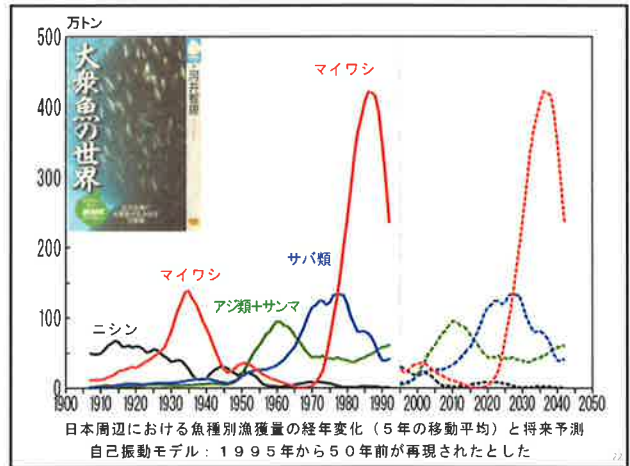 万トン
500
400
300
200
100
0
大衆魚の世界
河井智康
マイワシ
マイワシ
サバ類
アジ類+サンマ
ニシン
1900 1910 1920 1930 1940 1950 1960 1970 1980 1990 2000 2010 2020 2030 2040 2050
日本周辺における魚種別漁獲量の経年変化(5年の移動平均)と将来予測
自己振動モデル:1995年から50年前が再現されたとした